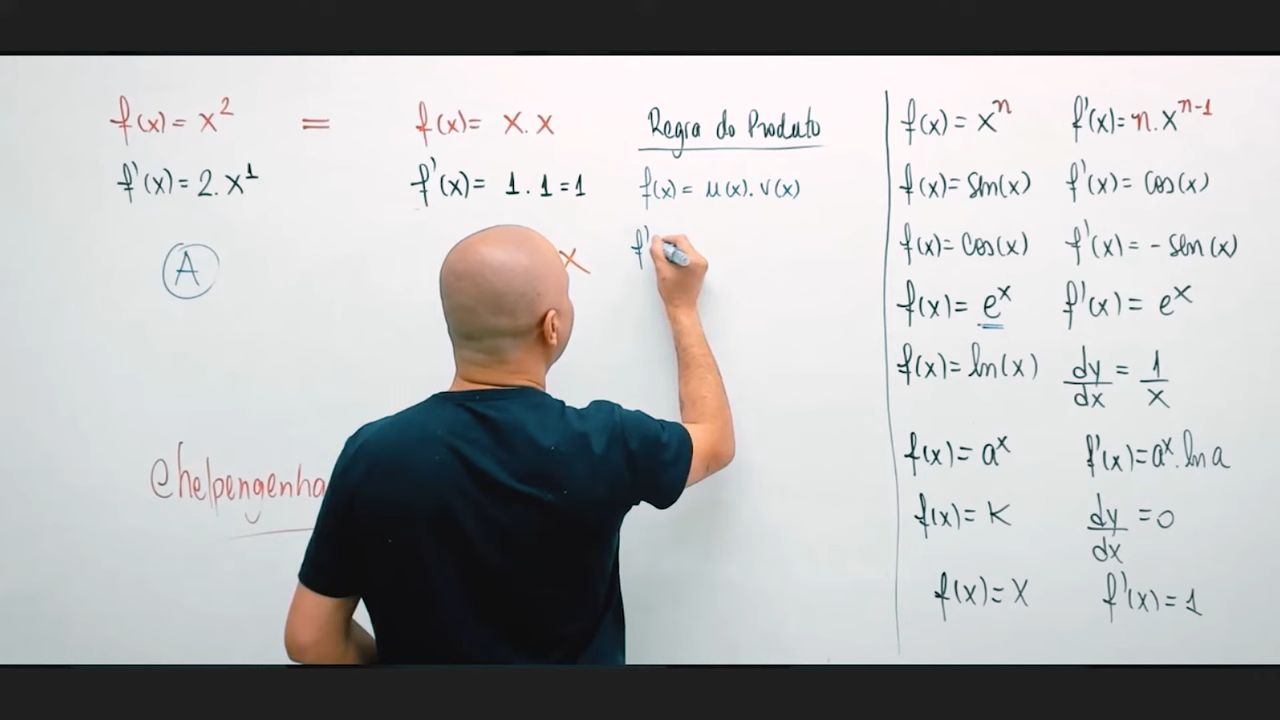 f(x) = x² = f(x) = x . x
f'(x) = 2 . x¹ f'(x) = 1 . 1 = 1
A
x
@helpengenha
Regra do Produto
f(x) = u(x) . v(x)
f'
f(x) = xⁿ f'(x) = n . xⁿ⁻¹
f(x) = sen(x) f'(x) = cos(x)
f(x) = cos(x) f'(x) = - sen(x)
f(x) = eˣ f'(x) = eˣ
f(x) = ln(x) dy/dx = 1/x
f(x) = aˣ f'(x) = aˣ . ln a
f(x) = K dy/dx = 0
f(x) = x f'(x) = 1